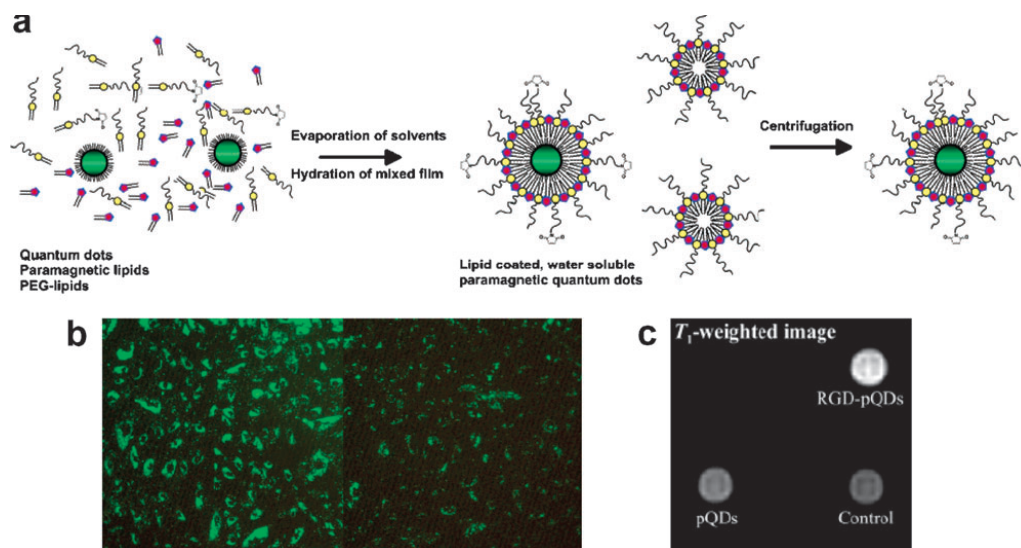 a
Evaporation of solvents
Hydration of mixed film
Centrifugation
Quantum dots
Paramagnetic lipids
PEG-lipids
Lipid coated, water soluble
paramagnetic quantum dots
b
c
T₁-weighted image
RGD-pQDs
pQDs
Control